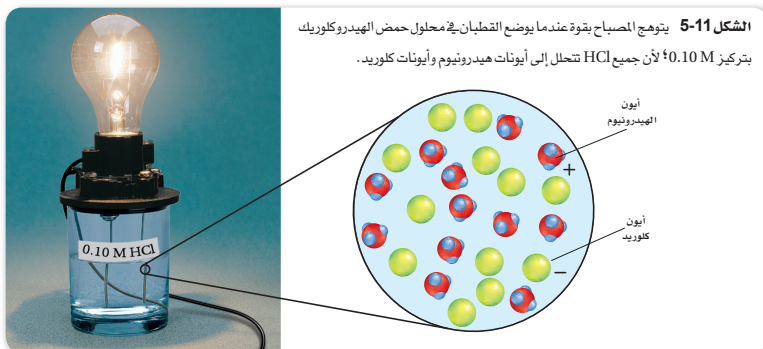 الشكل 11-5 يتوهج المصباح بقوة عندما يوضع القطبان في محلول حمض الهيدروكلوريك
بتركيز 0.10 M؛ لأن جميع HCl تتحلل إلى أيونات هيدرونيوم وأيونات كلوريد.
أيون
الهيدرونيوم
+
أيون
كلوريد
−
0.10 M HCl